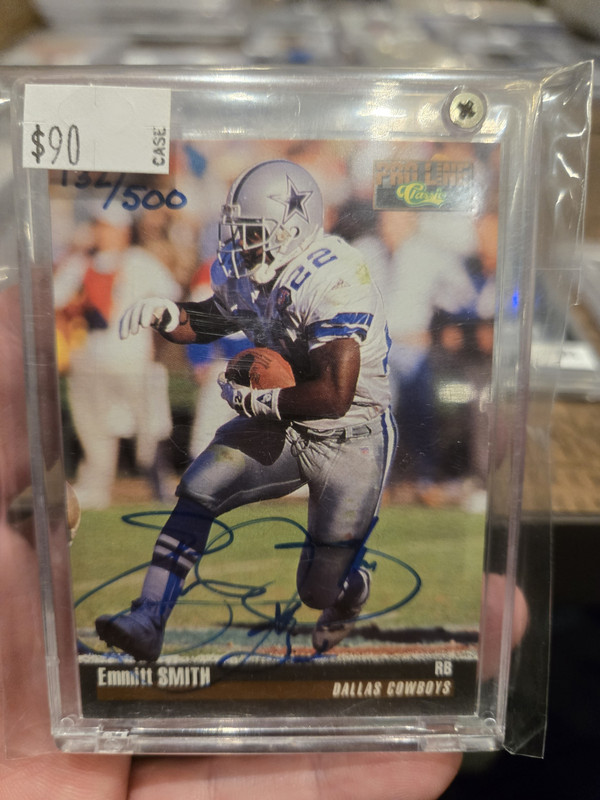 $90
CASE
132/500
PRO LINE
Classic
22
Emmitt SMITH
RB
DALLAS COWBOYS